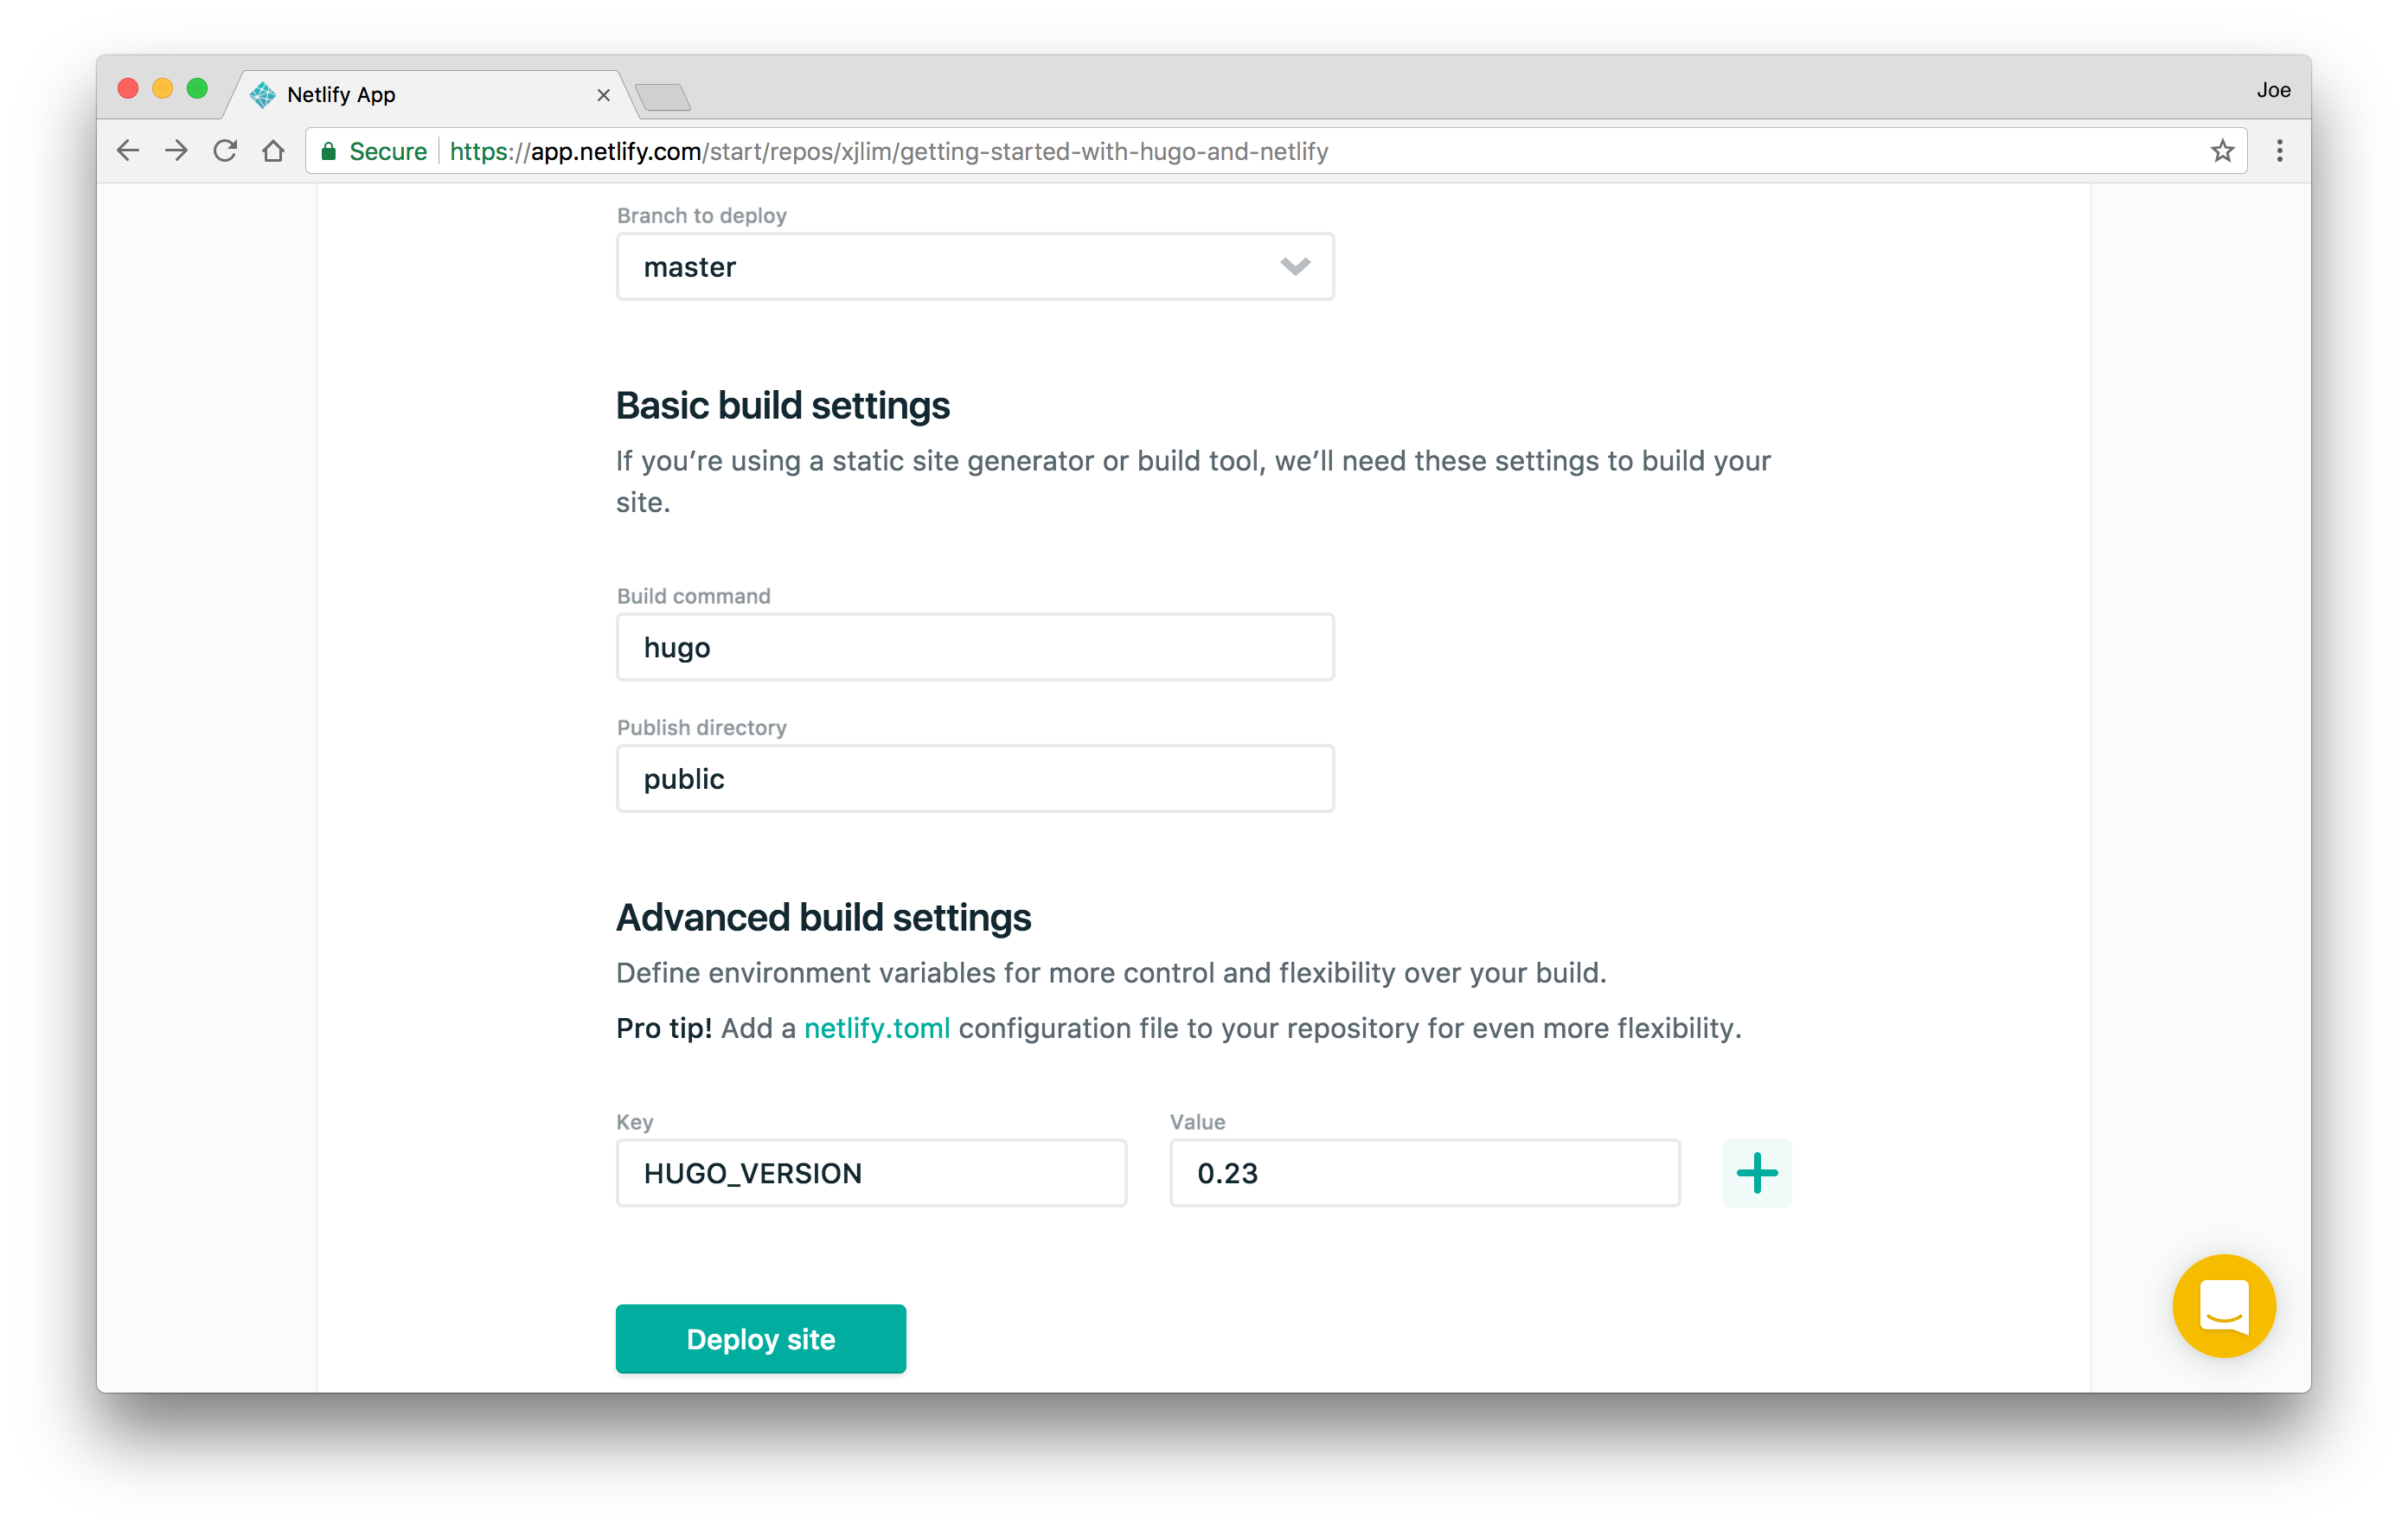 Netlify App
Joe
Secure
https://app.netlify.com/start/repos/xjlim/getting-started-with-hugo-and-netlify
Branch to deploy
master
Basic build settings
If you’re using a static site generator or build tool, we’ll need these settings to build your
site.
Build command
hugo
Publish directory
public
Advanced build settings
Define environment variables for more control and flexibility over your build.
Pro tip! Add a netlify.toml configuration file to your repository for even more flexibility.
Key
Value
HUGO_VERSION
0.23
Deploy site